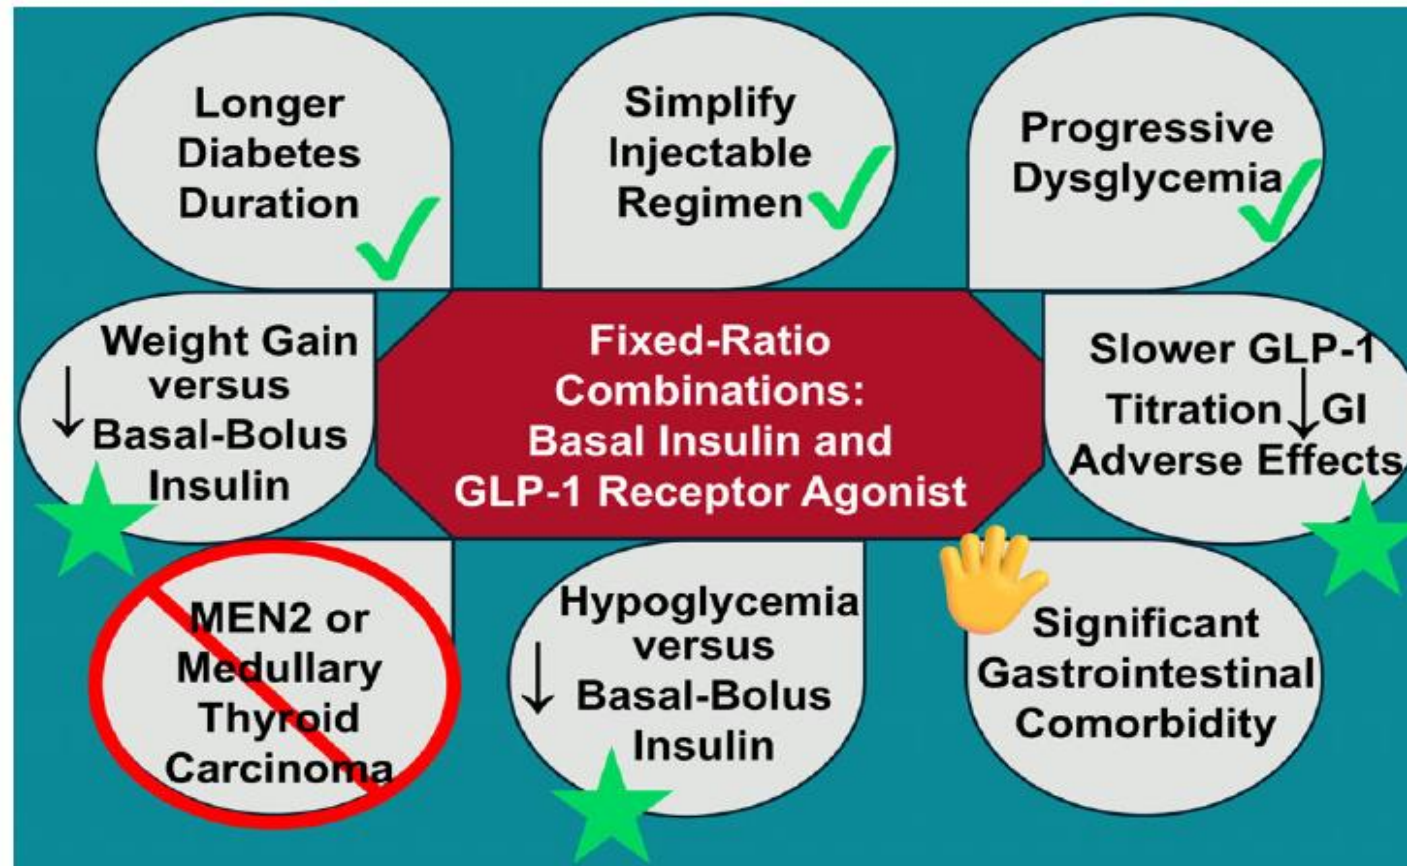 Longer
Diabetes
Duration
Simplify
Injectable
Regimen
Progressive
Dysglycemia
Weight Gain
↓ versus
Basal-Bolus
Insulin
Fixed-Ratio
Combinations:
Basal Insulin and
GLP-1 Receptor Agonist
Slower GLP-1
Titration ↓ GI
Adverse Effects
MEN2 or
Medullary
Thyroid
Carcinoma
Hypoglycemia
versus
↓ Basal-Bolus
Insulin
Significant
Gastrointestinal
Comorbidity